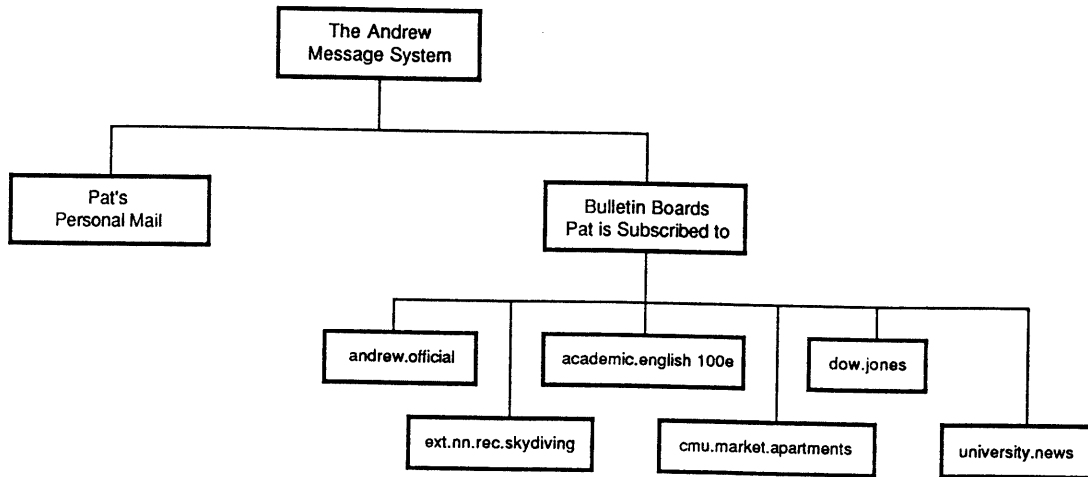 The Andrew
Message System
Pat's
Personal Mail
Bulletin Boards
Pat is Subscribed to
andrew.official
academic.english 100e
dow.jones
ext.nn.rec.skydiving
cmu.market.apartments
university.news